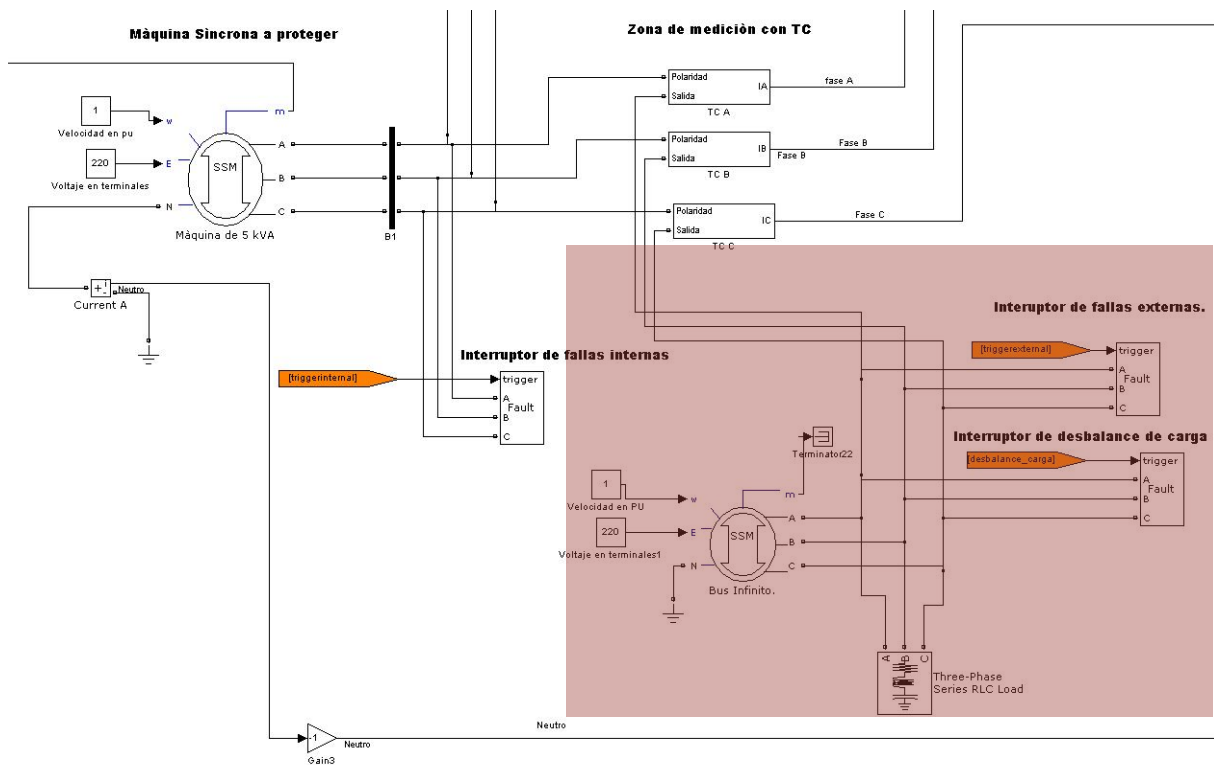 Màquina Sìncrona a proteger
Zona de mediciòn con TC
1
Velocidad en pu
220
Voltaje en terminales
w
E
N
m
SSM
A
B
C
Màquina de 5 kVA
B1
Polaridad
Salida
IA
TC A
fase A
Polaridad
Salida
IB
TC B
Fase B
Fase B
Polaridad
Salida
IC
TC C
Fase C
+
-
i
Neutro
Current A
Interruptor de fallas internas
[triggerinternal]
trigger
A
B
C
Fault
Interuptor de fallas externas.
[triggerexternal]
trigger
A
B
C
Fault
Interuptor de desbalance de carga
[desbalance_carga]
trigger
A
B
C
Fault
Terminator22
1
Velocidad en PU
220
Voltaje en terminales1
w
E
N
m
SSM
A
B
C
Bus Infinito.
A
B
C
Three-Phase
Series RLC Load
Neutro
-1
Neutro
Gain3